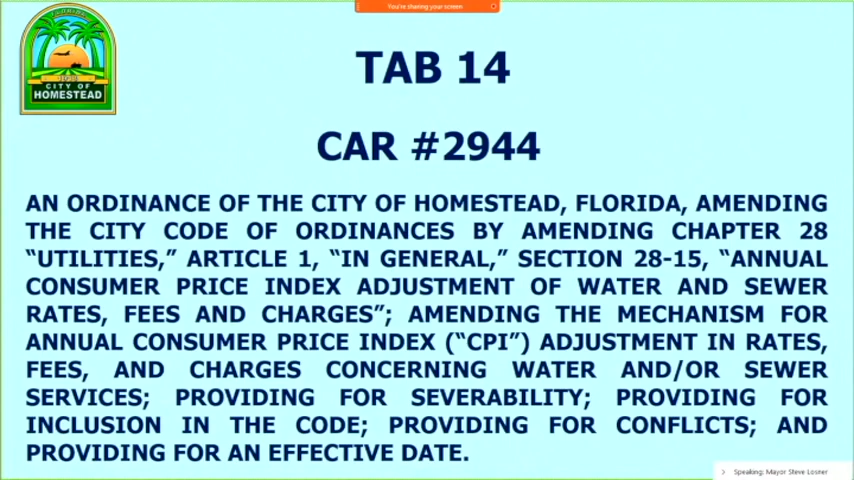 You're sharing your screen
FLORIDA
CITY OF
HOMESTEAD
TAB 14
CAR #2944
AN ORDINANCE OF THE CITY OF HOMESTEAD, FLORIDA, AMENDING
THE CITY CODE OF ORDINANCES BY AMENDING CHAPTER 28
“UTILITIES,” ARTICLE 1, “IN GENERAL,” SECTION 28-15, “ANNUAL
CONSUMER PRICE INDEX ADJUSTMENT OF WATER AND SEWER
RATES, FEES AND CHARGES”; AMENDING THE MECHANISM FOR
ANNUAL CONSUMER PRICE INDEX (“CPI”) ADJUSTMENT IN RATES,
FEES, AND CHARGES CONCERNING WATER AND/OR SEWER
SERVICES; PROVIDING FOR SEVERABILITY; PROVIDING FOR
INCLUSION IN THE CODE; PROVIDING FOR CONFLICTS; AND
PROVIDING FOR AN EFFECTIVE DATE.
Speaking: Mayor Steve Losner